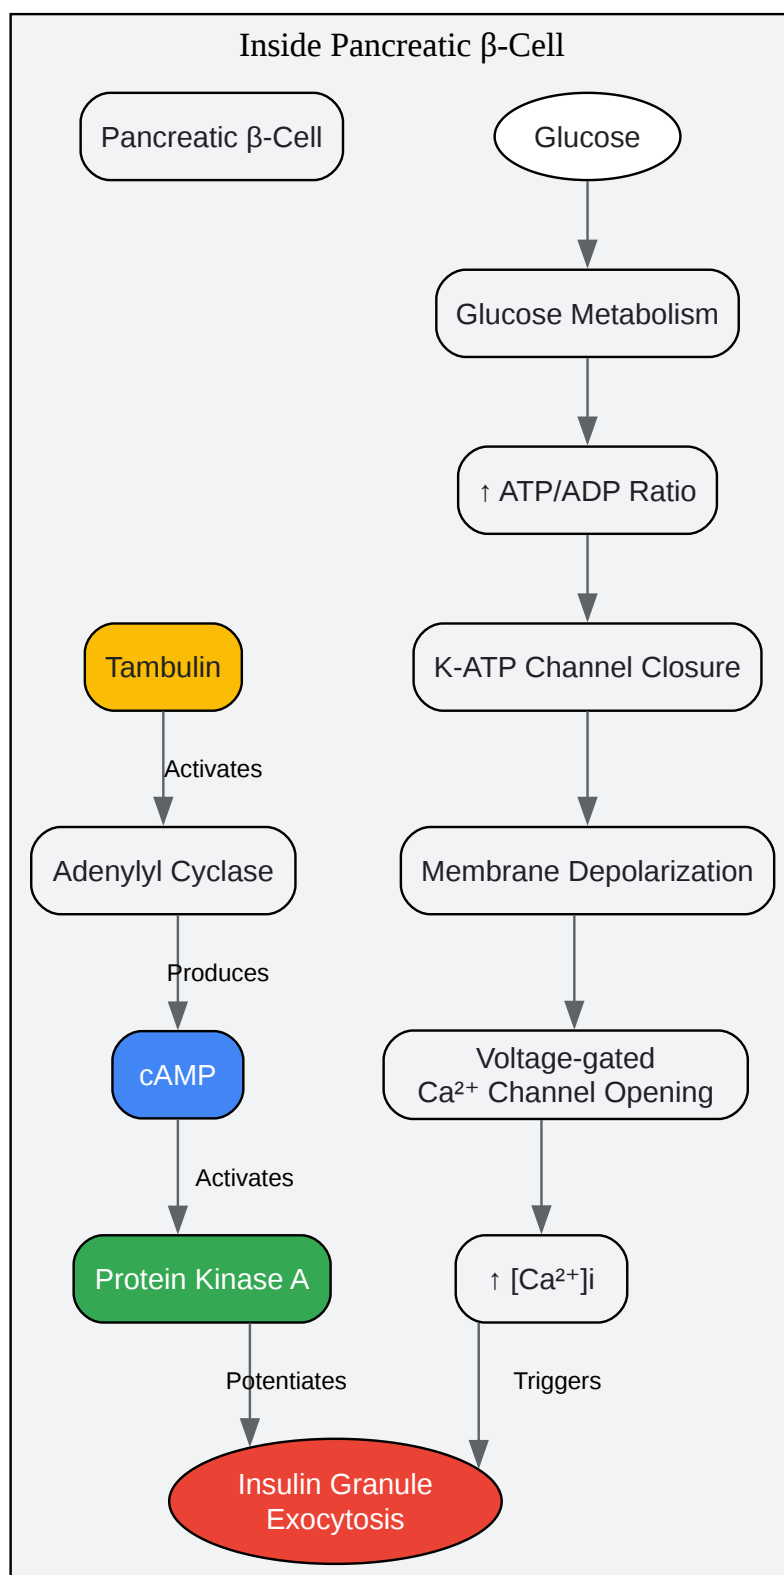 Inside Pancreatic β-Cell
Pancreatic β-Cell
Glucose
Glucose Metabolism
↑ ATP/ADP Ratio
Tambulin
K-ATP Channel Closure
Activates
Adenylyl Cyclase
Membrane Depolarization
Produces
cAMP
Voltage-gated
Ca²⁺ Channel Opening
Activates
Protein Kinase A
↑ [Ca²⁺]i
Potentiates
Triggers
Insulin Granule
Exocytosis